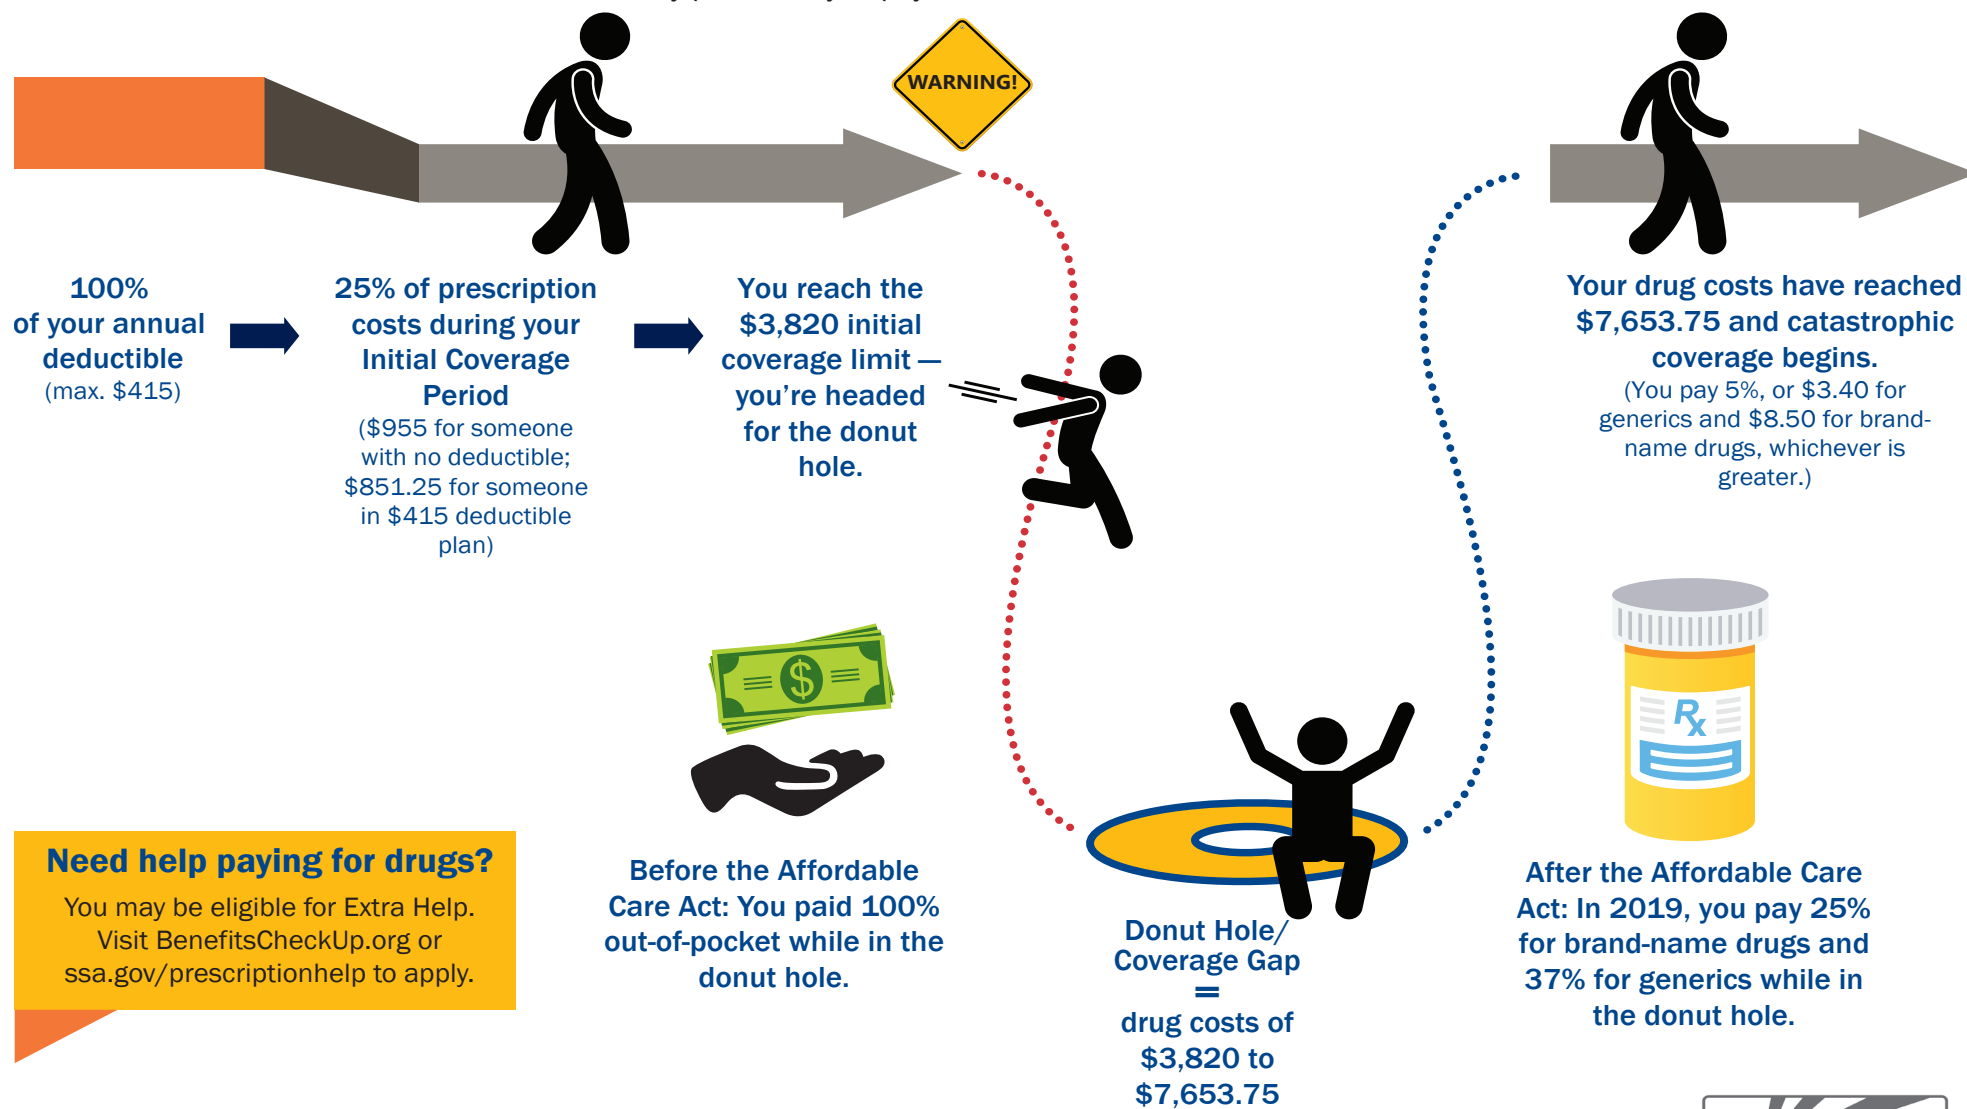 WARNING!
100%
of your annual
deductible
(max. $415)
25% of prescription
costs during your
Initial Coverage
Period
($955 for someone
with no deductible;
$851.25 for someone
in $415 deductible
plan)
You reach the
$3,820 initial
coverage limit —
you’re headed
for the donut
hole.
Your drug costs have reached
$7,653.75 and catastrophic
coverage begins.
(You pay 5%, or $3.40 for
generics and $8.50 for brand-
name drugs, whichever is
greater.)
$
Rx
Need help paying for drugs?
You may be eligible for Extra Help.
Visit BenefitsCheckUp.org or
ssa.gov/prescriptionhelp to apply.
Before the Affordable
Care Act: You paid 100%
out-of-pocket while in the
donut hole.
Donut Hole/
Coverage Gap
=
drug costs of
$3,820 to
$7,653.75
After the Affordable Care
Act: In 2019, you pay 25%
for brand-name drugs and
37% for generics while in
the donut hole.